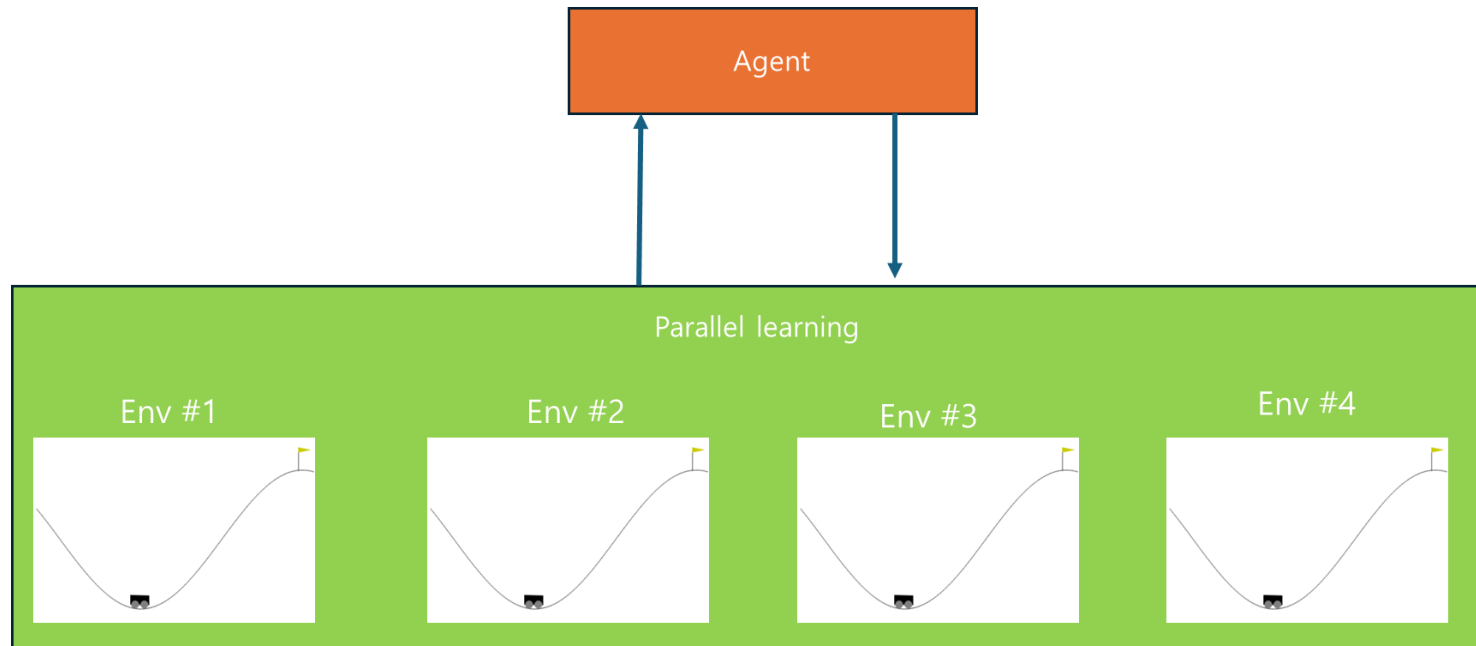 Agent
Parallel learning
Env #1
Env #2
Env #3
Env #4